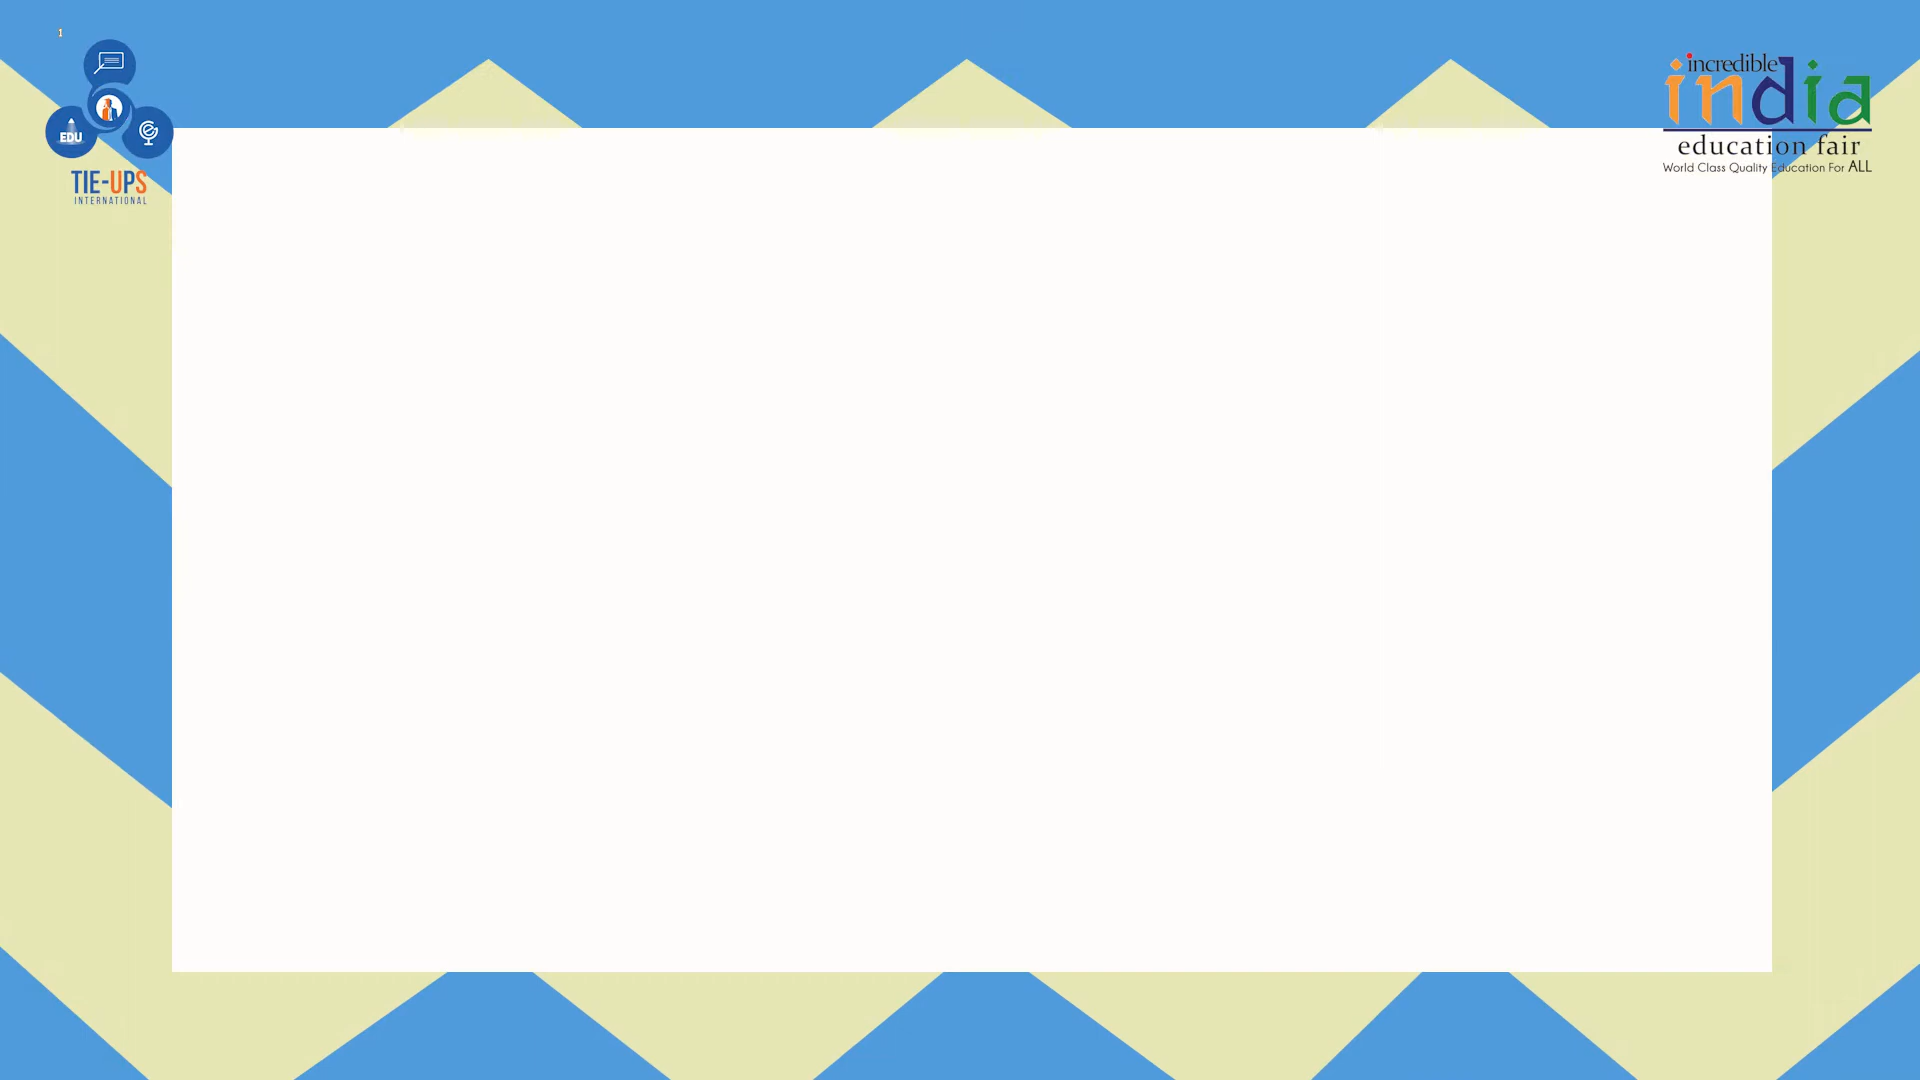 1
EDU
TIE-UPS
INTERNATIONAL
incredible
india
education fair
World Class Quality Education For ALL